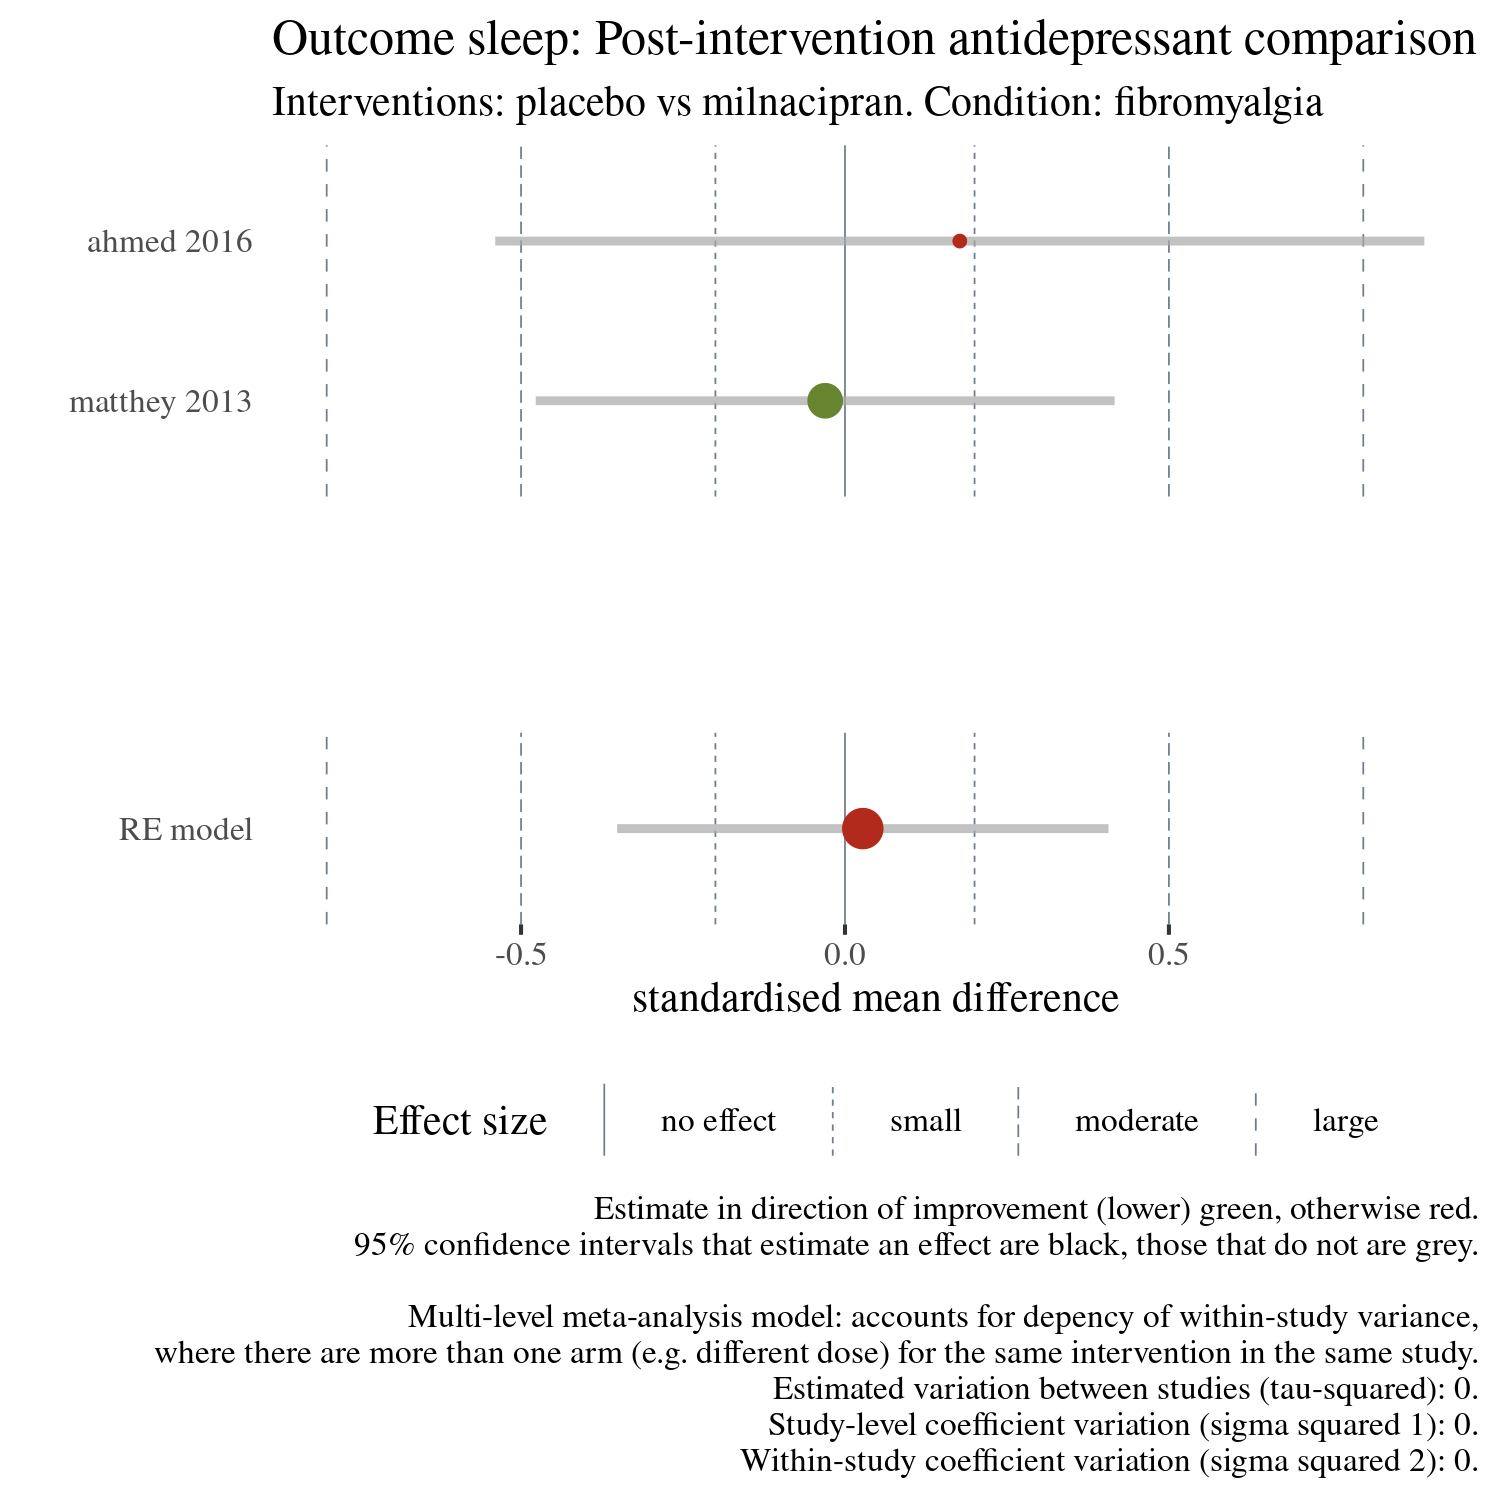 Outcome sleep: Post-intervention antidepressant comparison
Interventions: placebo vs milnacipran. Condition: fibromyalgia
ahmed 2016
matthey 2013
RE model
-0.5 0.0 0.5
standardised mean difference
Effect size no effect small moderate large
Estimate in direction of improvement (lower) green, otherwise red.
95% confidence intervals that estimate an effect are black, those that do not are grey.
Multi-level meta-analysis model: accounts for depency of within-study variance,
where there are more than one arm (e.g. different dose) for the same intervention in the same study.
Estimated variation between studies (tau-squared): 0.
Study-level coefficient variation (sigma squared 1): 0.
Within-study coefficient variation (sigma squared 2): 0.